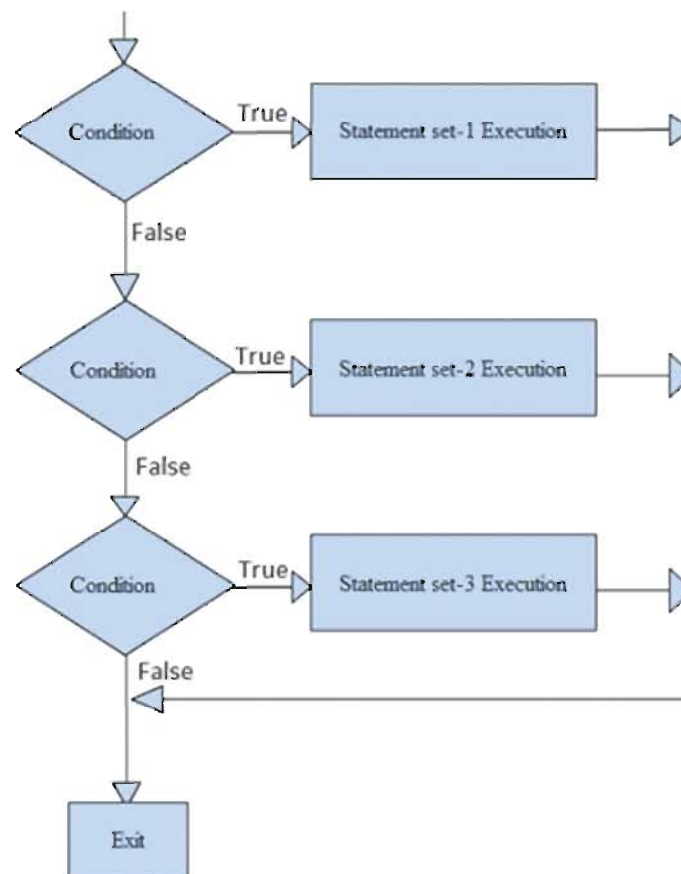 Condition
True
Statement set-1 Execution
False
Condition
True
Statement set-2 Execution
False
Condition
True
Statement set-3 Execution
False
Exit